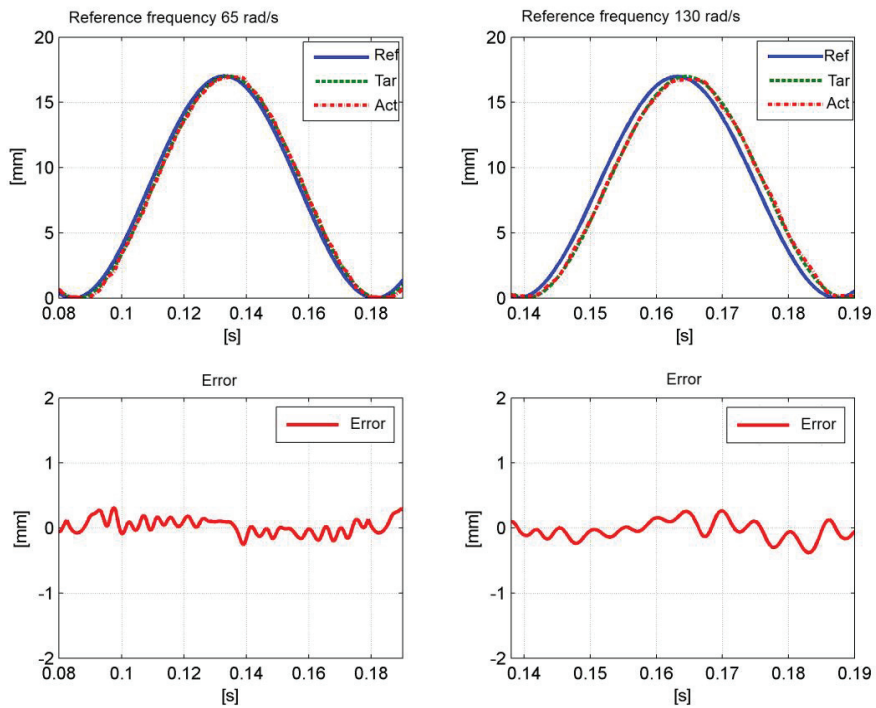 Reference frequency 65 rad/s
20
15
10
5
0
[mm]
Ref
Tar
Act
0.08 0.1 0.12 0.14 0.16 0.18
[s]
Reference frequency 130 rad/s
20
15
10
5
0
[mm]
Ref
Tar
Act
0.14 0.15 0.16 0.17 0.18 0.19
[s]
Error
2
1
0
-1
-2
[mm]
Error
0.08 0.1 0.12 0.14 0.16 0.18
[s]
Error
2
1
0
-1
-2
[mm]
Error
0.14 0.15 0.16 0.17 0.18 0.19
[s]